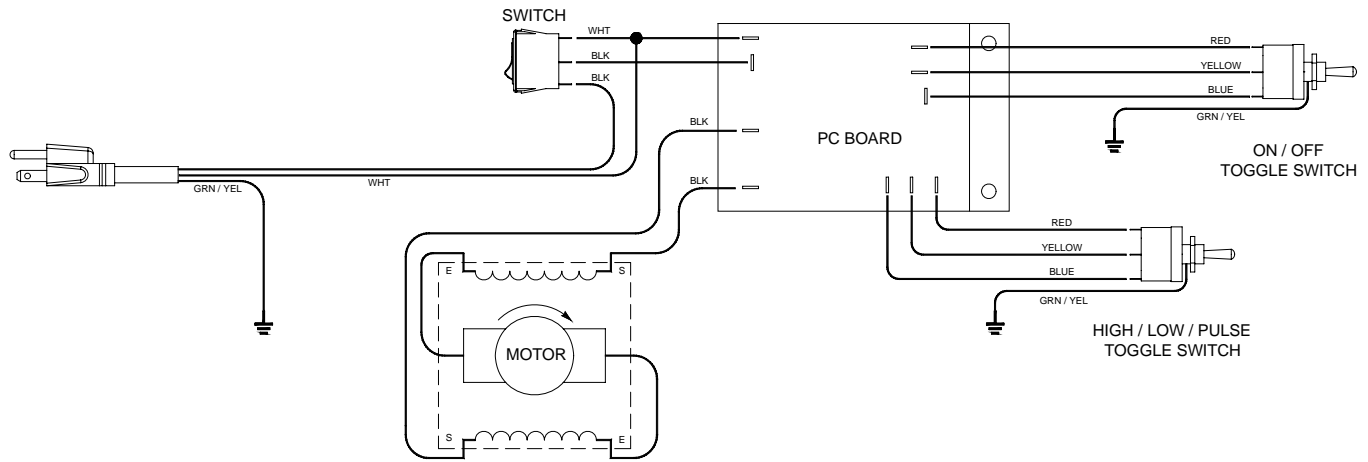 SWITCH
WHT
BLK
BLK
RED
YELLOW
BLUE
GRN / YEL
ON / OFF
TOGGLE SWITCH
PC BOARD
BLK
BLK
WHT
GRN / YEL
RED
YELLOW
BLUE
GRN / YEL
HIGH / LOW / PULSE
TOGGLE SWITCH
E
S
MOTOR
S
E